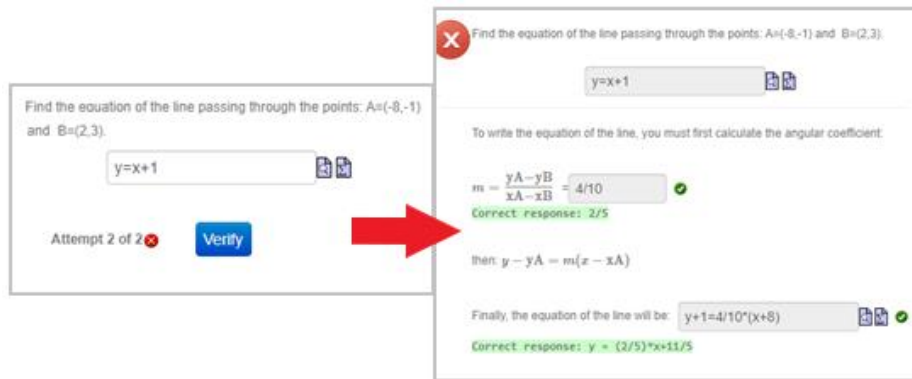 Find the equation of the line passing through the points: A=(-8,-1)
and B=(2,3).
y=x+1
Attempt 2 of 2
Verify
Find the equation of the line passing through the points: A=(-8,-1) and B=(2,3).
y=x+1
To write the equation of the line, you must first calculate the angular coefficient:
m = \frac{yA-yB}{xA-xB} = 4/10
Correct response: 2/5
then: y − yA = m(x − xA)
Finally, the equation of the line will be: y+1=4/10*(x+8)
Correct response: y = (2/5)*x+11/5